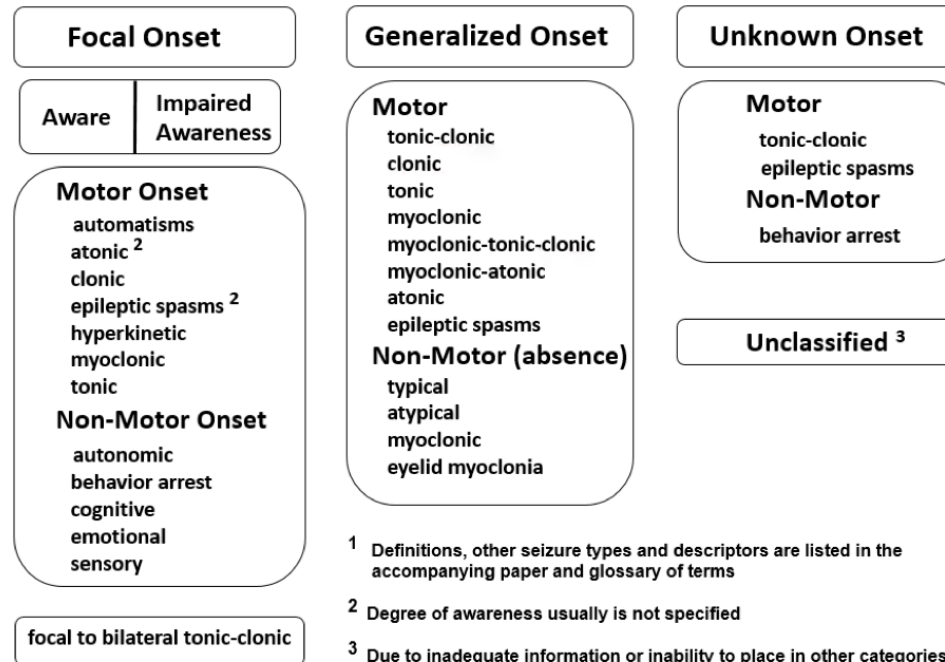 Focal Onset
Aware
Impaired
Awareness
Motor Onset
automatisms
atonic ²
clonic
epileptic spasms ²
hyperkinetic
myoclonic
tonic
Non-Motor Onset
autonomic
behavior arrest
cognitive
emotional
sensory
focal to bilateral tonic-clonic
Generalized Onset
Motor
tonic-clonic
clonic
tonic
myoclonic
myoclonic-tonic-clonic
myoclonic-atonic
atonic
epileptic spasms
Non-Motor (absence)
typical
atypical
myoclonic
eyelid myoclonia
Unknown Onset
Motor
tonic-clonic
epileptic spasms
Non-Motor
behavior arrest
Unclassified ³
¹ Definitions, other seizure types and descriptors are listed in the
accompanying paper and glossary of terms
² Degree of awareness usually is not specified
³ Due to inadequate information or inability to place in other categories